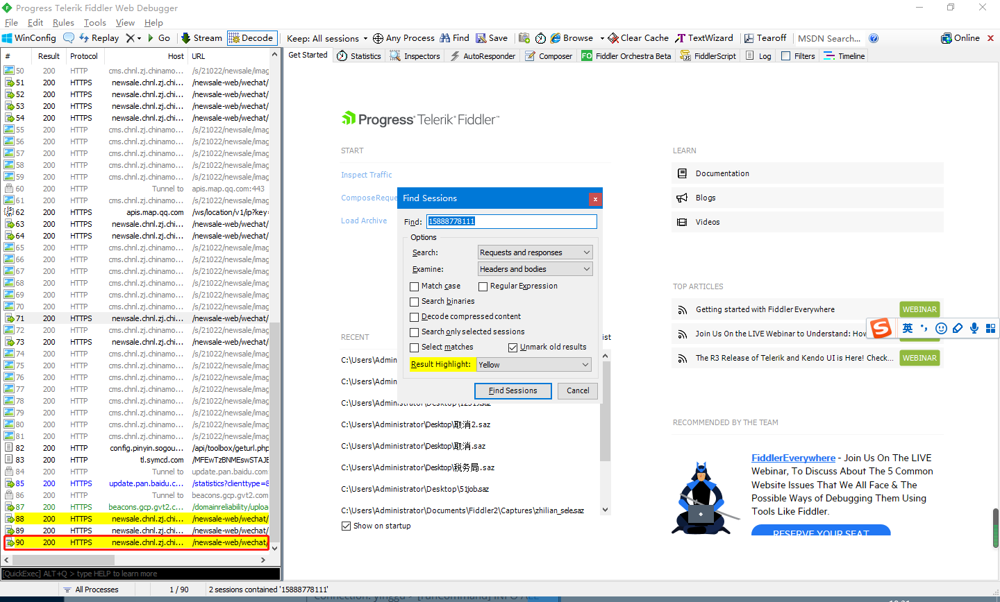 Progress Telerik Fiddler Web Debugger
File Edit Rules Tools View Help
WinConfig Replay Go Stream Decode Keep: All sessions Any Process Find Save Browse Clear Cache TextWizard Tearoff MSDN Search... Online
Get Started Statistics Inspectors AutoResponder Composer FO Fiddler Orchestra Beta FiddlerScript Log Filters Timeline
# Result Protocol Host URL
50 200 HTTP cms.chnl.zj.chinamo... /s/21022/newsale/imag
51 200 HTTPS newsale.chnl.zj.chi... /newsale-web/wechat/
52 200 HTTPS newsale.chnl.zj.chi... /newsale-web/wechat/
53 200 HTTPS newsale.chnl.zj.chi... /newsale-web/wechat/
54 200 HTTPS newsale.chnl.zj.chi... /newsale-web/wechat/
55 200 HTTP cms.chnl.zj.chinamo... /s/21022/newsale/imag
56 200 HTTP cms.chnl.zj.chinamo... /s/21022/newsale/imag
57 200 HTTP cms.chnl.zj.chinamo... /s/21022/newsale/imag
58 200 HTTP cms.chnl.zj.chinamo... /s/21022/newsale/imag
59 200 HTTP cms.chnl.zj.chinamo... /s/21022/newsale/imag
60 200 HTTP Tunnel to apis.map.qq.com:443
61 200 HTTP cms.chnl.zj.chinamo... /s/21022/newsale/imag
62 200 HTTPS apis.map.qq.com /ws/location/v1/ip?key=
63 200 HTTPS newsale.chnl.zj.chi... /newsale-web/wechat/
64 200 HTTPS newsale.chnl.zj.chi... /newsale-web/wechat/
65 200 HTTP cms.chnl.zj.chinamo... /s/21022/newsale/imag
66 200 HTTP cms.chnl.zj.chinamo... /s/21022/newsale/imag
67 200 HTTP cms.chnl.zj.chinamo... /s/21022/newsale/imag
68 200 HTTP cms.chnl.zj.chinamo... /s/21022/newsale/imag
69 200 HTTP cms.chnl.zj.chinamo... /s/21022/newsale/imag
70 200 HTTP cms.chnl.zj.chinamo... /s/21022/newsale/imag
71 200 HTTPS newsale.chnl.zj.chi... /newsale-web/wechat/
72 200 HTTP cms.chnl.zj.chinamo... /s/21022/newsale/imag
73 200 HTTPS newsale.chnl.zj.chi... /newsale-web/wechat/
74 200 HTTP cms.chnl.zj.chinamo... /s/21022/newsale/imag
75 200 HTTP cms.chnl.zj.chinamo... /s/21022/newsale/imag
76 200 HTTP cms.chnl.zj.chinamo... /s/21022/newsale/imag
77 200 HTTP cms.chnl.zj.chinamo... /s/21022/newsale/imag
78 200 HTTP cms.chnl.zj.chinamo... /s/21022/newsale/imag
79 200 HTTP cms.chnl.zj.chinamo... /s/21022/newsale/imag
80 200 HTTP cms.chnl.zj.chinamo... /s/21022/newsale/imag
81 200 HTTP cms.chnl.zj.chinamo... /s/21022/newsale/imag
82 200 HTTP config.pinyin.sogou... /api/toolbox/geturl.php
83 200 HTTP tl.symcd.com /MFEwTzBNMEswSTAJB
84 200 HTTP Tunnel to update.pan.baidu.com
85 200 HTTPS update.pan.baidu.c... /statistics?clienttype=8
86 200 HTTP Tunnel to beacons.gcp.gvt2.com
87 200 HTTPS beacons.gcp.gvt2.c... /domainreliability/uploa
88 200 HTTPS newsale.chnl.zj.chi... /newsale-web/wechat/
89 200 HTTPS newsale.chnl.zj.chi... /newsale-web/wechat/
90 200 HTTPS newsale.chnl.zj.chi... /newsale-web/wechat/
[QuickExec] ALT+Q > type HELP to learn more
All Processes 1 / 90 2 sessions contained '15888778111'
Progress Telerik Fiddler
START
Inspect Traffic
ComposeReque
Load Archive
RECENT
ist
C:\Users\Admini
C:\Users\Admini
C:\Users\Administrator\Desktop\12315.saz
C:\Users\Administrator\Desktop\取消2.saz
C:\Users\Administrator\Desktop\取消.saz
C:\Users\Administrator\Desktop\税务局.saz
C:\Users\Administrator\Desktop\51job.saz
C:\Users\Administrator\Documents\Fiddler2\Captures\zhilian_sele.saz
Show on startup
Find Sessions
Find: 15888778111
Options
Search: Requests and responses
Examine: Headers and bodies
Match case Regular Expression
Search binaries
Decode compressed content
Search only selected sessions
Select matches Unmark old results
Result Highlight: Yellow
Find Sessions Cancel
LEARN
Documentation
Blogs
Videos
TOP ARTICLES
Getting started with Fiddler Everywhere WEBINAR
Join Us On the LIVE Webinar to Understand: How
英
The R3 Release of Telerik and Kendo UI is Here! Check... WEBINAR
RECOMMENDED BY THE TEAM
FiddlerEverywhere - Join Us On The LIVE
Webinar, To Discuss About The 5 Common
Website Issues That We All Face & The
Possible Ways of Debugging Them Using
Tools Like Fiddler.
RESERVE YOUR SEAT